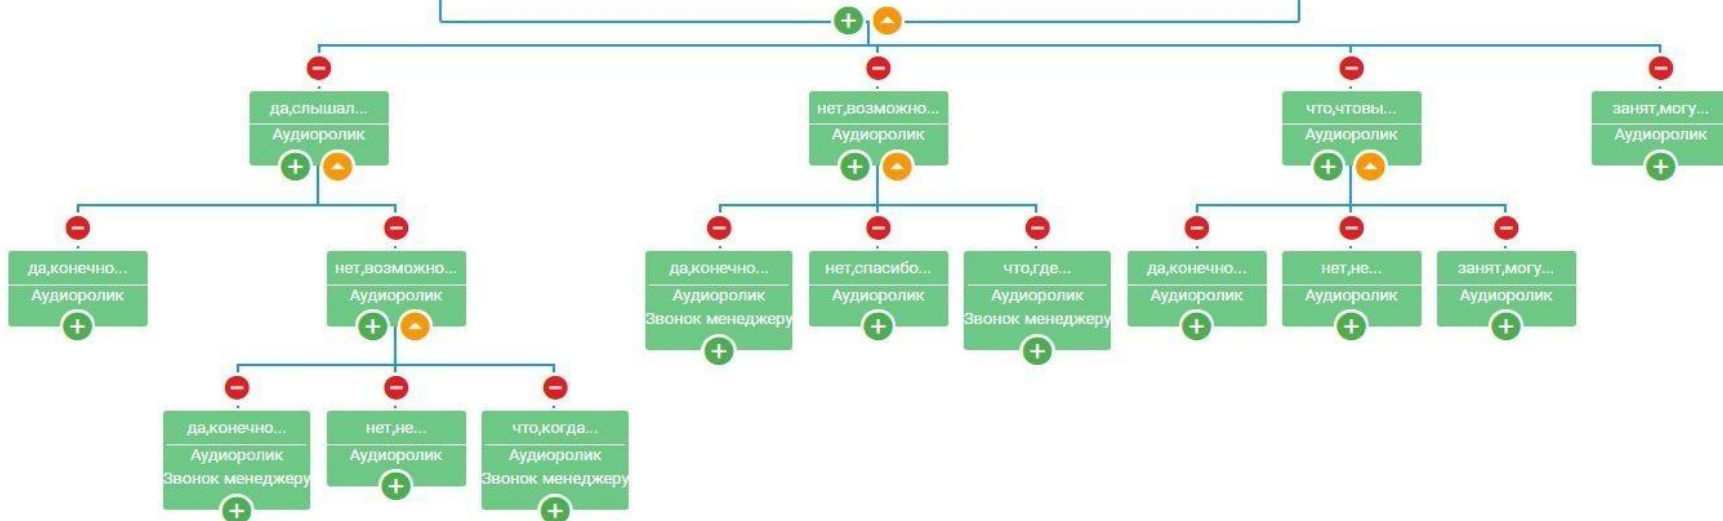 да,слышал...
Аудиоролик
нет,возможно...
Аудиоролик
что,чтовы...
Аудиоролик
занят,могу...
Аудиоролик
да,конечно...
Аудиоролик
нет,возможно...
Аудиоролик
да,конечно...
Аудиоролик
Звонок менеджеру
нет,спасибо...
Аудиоролик
что,где...
Аудиоролик
Звонок менеджеру
да,конечно...
Аудиоролик
нет,не...
Аудиоролик
занят,могу...
Аудиоролик
да,конечно...
Аудиоролик
Звонок менеджеру
нет,не...
Аудиоролик
что,когда...
Аудиоролик
Звонок менеджеру